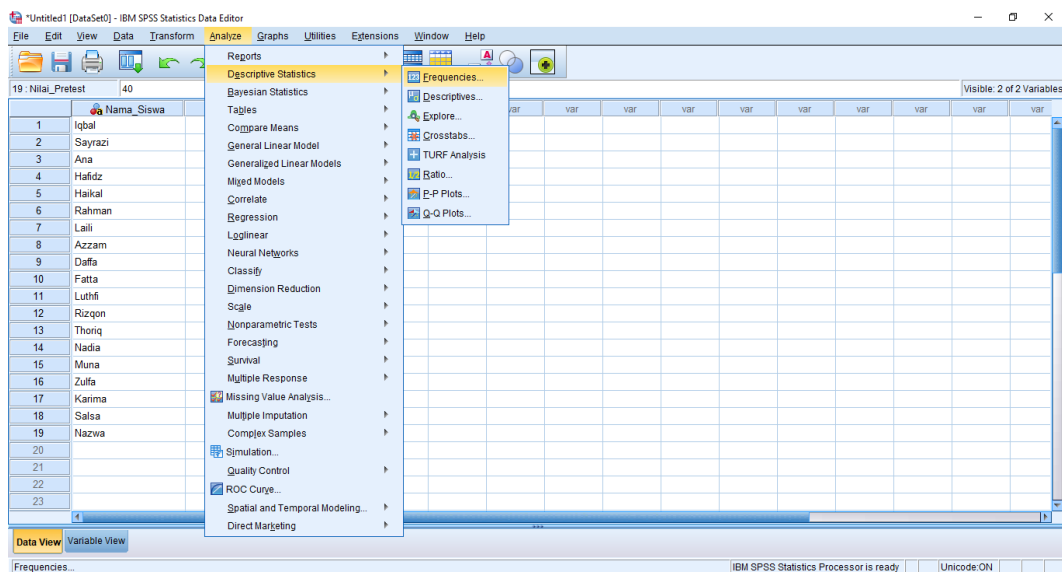 *Untitled1 [DataSet0] - IBM SPSS Statistics Data Editor
File Edit View Data Transform Analyze Graphs Utilities Extensions Window Help
19 : Nilai_Pretest 40 Visible: 2 of 2 Variables
Nama_Siswa var var var var var var var var var var
1 Iqbal
2 Sayrazi
3 Ana
4 Hafidz
5 Haikal
6 Rahman
7 Laili
8 Azzam
9 Daffa
10 Fatta
11 Luthfi
12 Rizqon
13 Thoriq
14 Nadia
15 Muna
16 Zulfa
17 Karima
18 Salsa
19 Nazwa
20
21
22
23
Reports
Descriptive Statistics
Bayesian Statistics
Tables
Compare Means
General Linear Model
Generalized Linear Models
Mixed Models
Correlate
Regression
Loglinear
Neural Networks
Classify
Dimension Reduction
Scale
Nonparametric Tests
Forecasting
Survival
Multiple Response
Missing Value Analysis...
Multiple Imputation
Complex Samples
Simulation...
Quality Control
ROC Curve...
Spatial and Temporal Modeling...
Direct Marketing
Frequencies...
Descriptives...
Explore...
Crosstabs...
TURF Analysis
Ratio...
P-P Plots...
Q-Q Plots...
Data View Variable View
Frequencies... IBM SPSS Statistics Processor is ready Unicode:ON